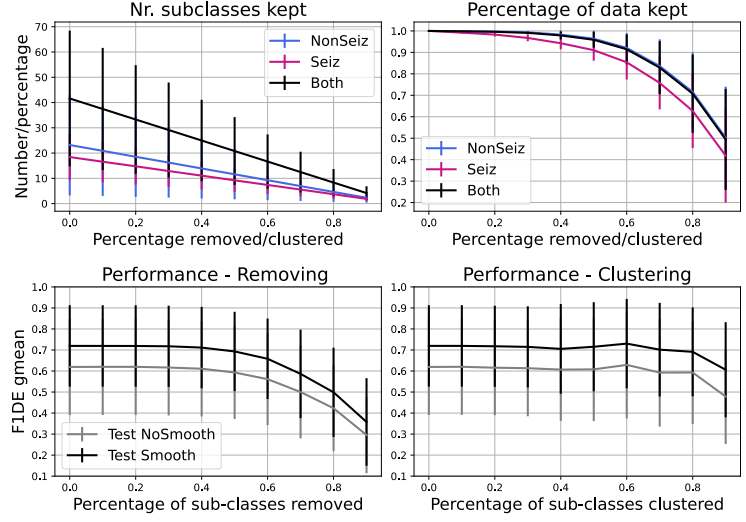 Nr. subclasses kept
Number/percentage
70
60
50
40
30
20
10
0
NonSeiz
Seiz
Both
0.0 0.2 0.4 0.6 0.8
Percentage removed/clustered
Percentage of data kept
1.0
0.9
0.8
0.7
0.6
0.5
0.4
0.3
0.2
NonSeiz
Seiz
Both
0.0 0.2 0.4 0.6 0.8
Percentage removed/clustered
Performance - Removing
F1DE gmean
1.0
0.9
0.8
0.7
0.6
0.5
0.4
0.3
0.2
0.1
Test NoSmooth
Test Smooth
0.0 0.2 0.4 0.6 0.8
Percentage of sub-classes removed
Performance - Clustering
1.0
0.9
0.8
0.7
0.6
0.5
0.4
0.3
0.2
0.1
0.0 0.2 0.4 0.6 0.8
Percentage of sub-classes clustered